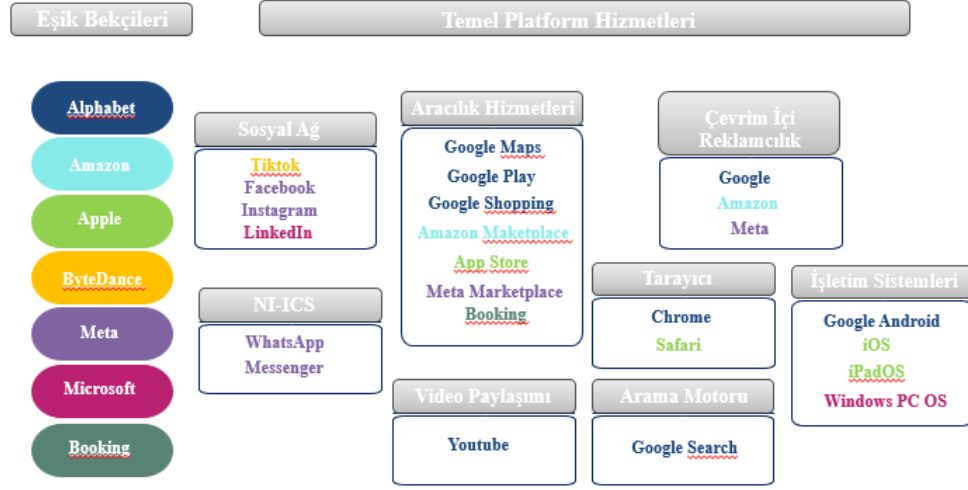 Eşik Bekçileri
Temel Platform Hizmetleri
Alphabet
Amazon
Apple
ByteDance
Meta
Microsoft
Booking
Sosyal Ağ
Tiktok
Facebook
Instagram
LinkedIn
NI-ICS
WhatsApp
Messenger
Aracılık Hizmetleri
Google Maps
Google Play
Google Shopping
Amazon Maketplace
App Store
Meta Marketplace
Booking
Video Paylaşımı
Youtube
Çevrim İçi
Reklamcılık
Google
Amazon
Meta
Tarayıcı
Chrome
Safari
Arama Motoru
Google Search
İşletim Sistemleri
Google Android
iOS
iPadOS
Windows PC OS